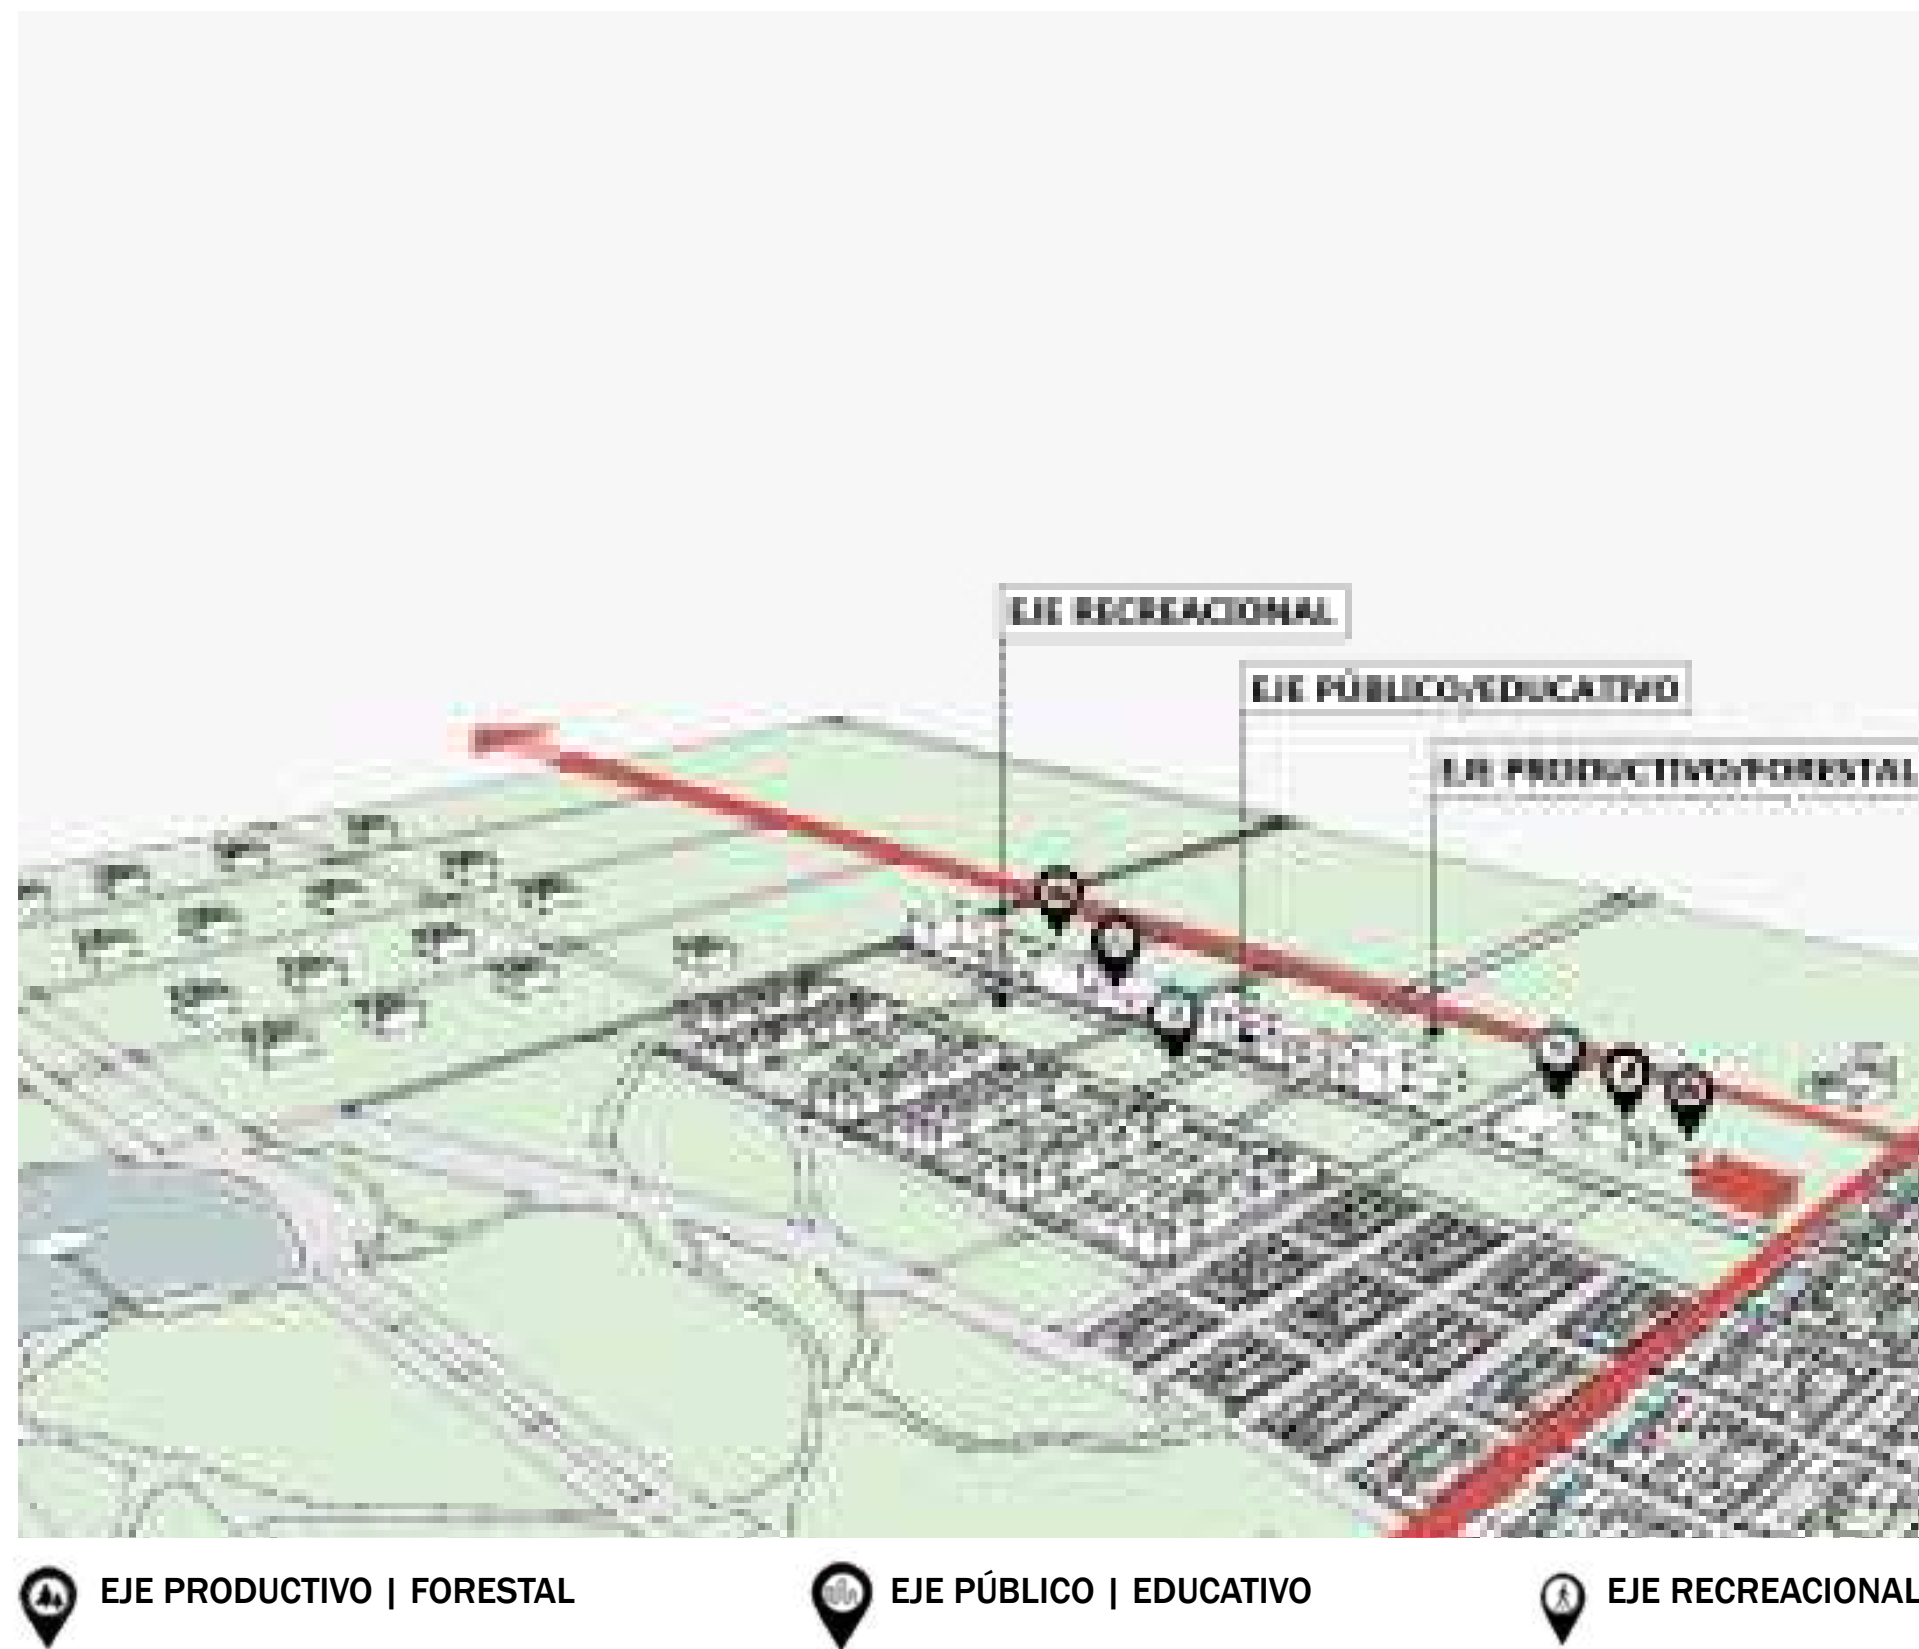 EJE RECREACIONAL
EJE PÚBLICO/EDUCATIVO
EJE PRODUCTIVO/FORESTAL
EJE PRODUCTIVO | FORESTAL
EJE PÚBLICO | EDUCATIVO
EJE RECREACIONAL